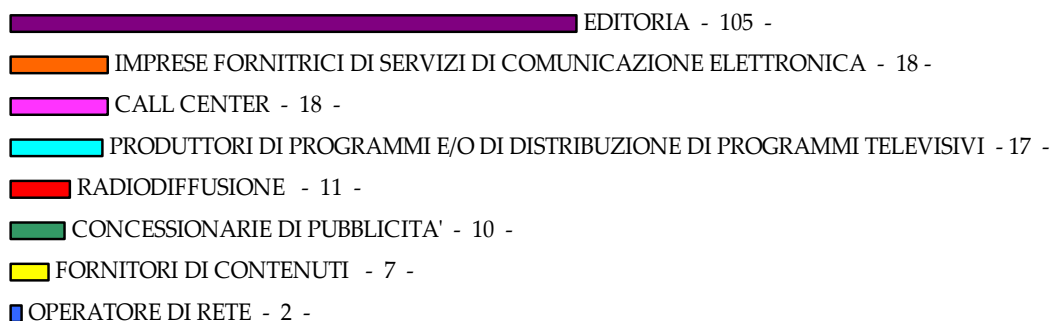 EDITORIA - 105 -
IMPRESE FORNITRICI DI SERVIZI DI COMUNICAZIONE ELETTRONICA - 18 -
CALL CENTER - 18 -
PRODUTTORI DI PROGRAMMI E/O DI DISTRIBUZIONE DI PROGRAMMI TELEVISIVI - 17 -
RADIODIFFUSIONE - 11 -
CONCESSIONARIE DI PUBBLICITA' - 10 -
FORNITORI DI CONTENUTI - 7 -
OPERATORE DI RETE - 2 -